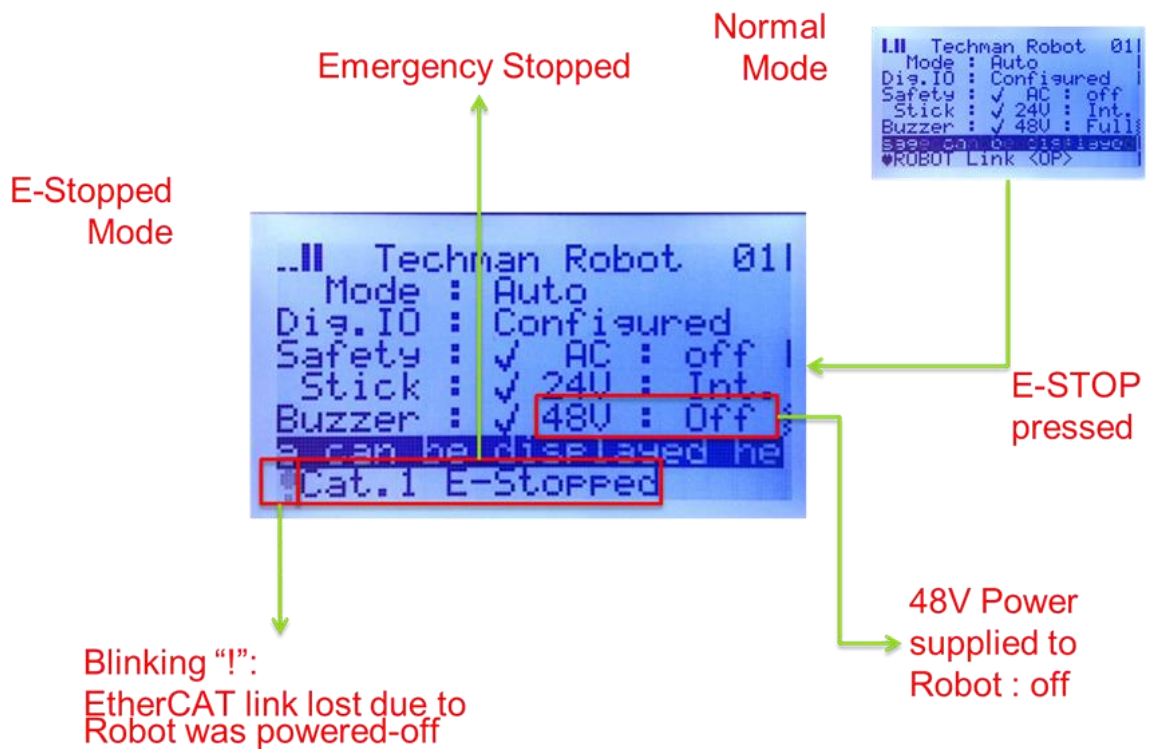 Normal
Mode
Techman Robot 01
Mode : Auto
Dig.IO : Configured
Safety : ✓ AC : off
Stick : ✓ 24V : Int.
Buzzer : ✓ 48V : Full
can be displayed
♥ROBOT Link <OP>
Emergency Stopped
E-Stopped
Mode
Techman Robot 01
Mode : Auto
Dig.IO : Configured
Safety : ✓ AC : off
Stick : ✓ 24V : Int.
Buzzer : ✓ 48V : Off
a can be displayed he
Cat.1 E-Stopped
E-STOP
pressed
48V Power
supplied to
Robot : off
Blinking “!”:
EtherCAT link lost due to
Robot was powered-off